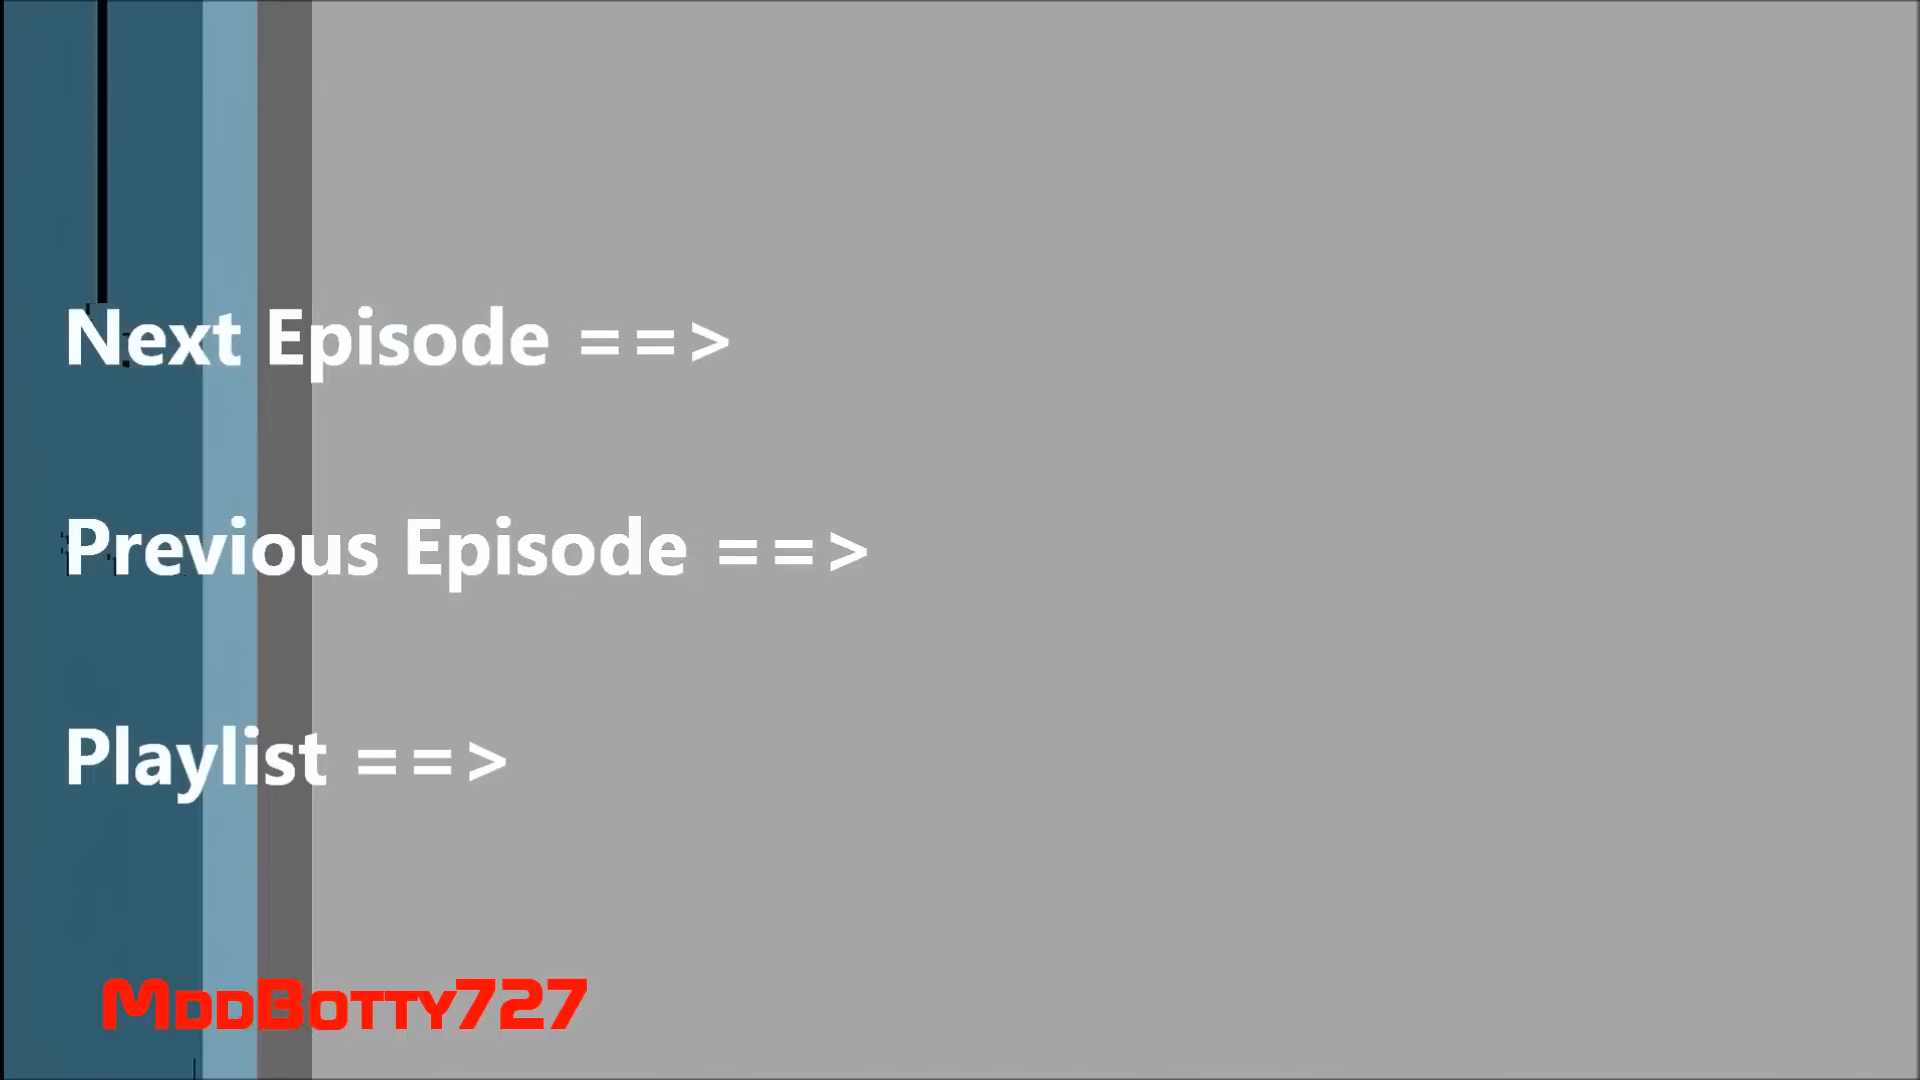 Next Episode ==>
Previous Episode ==>
Playlist ==>
MddBotty727